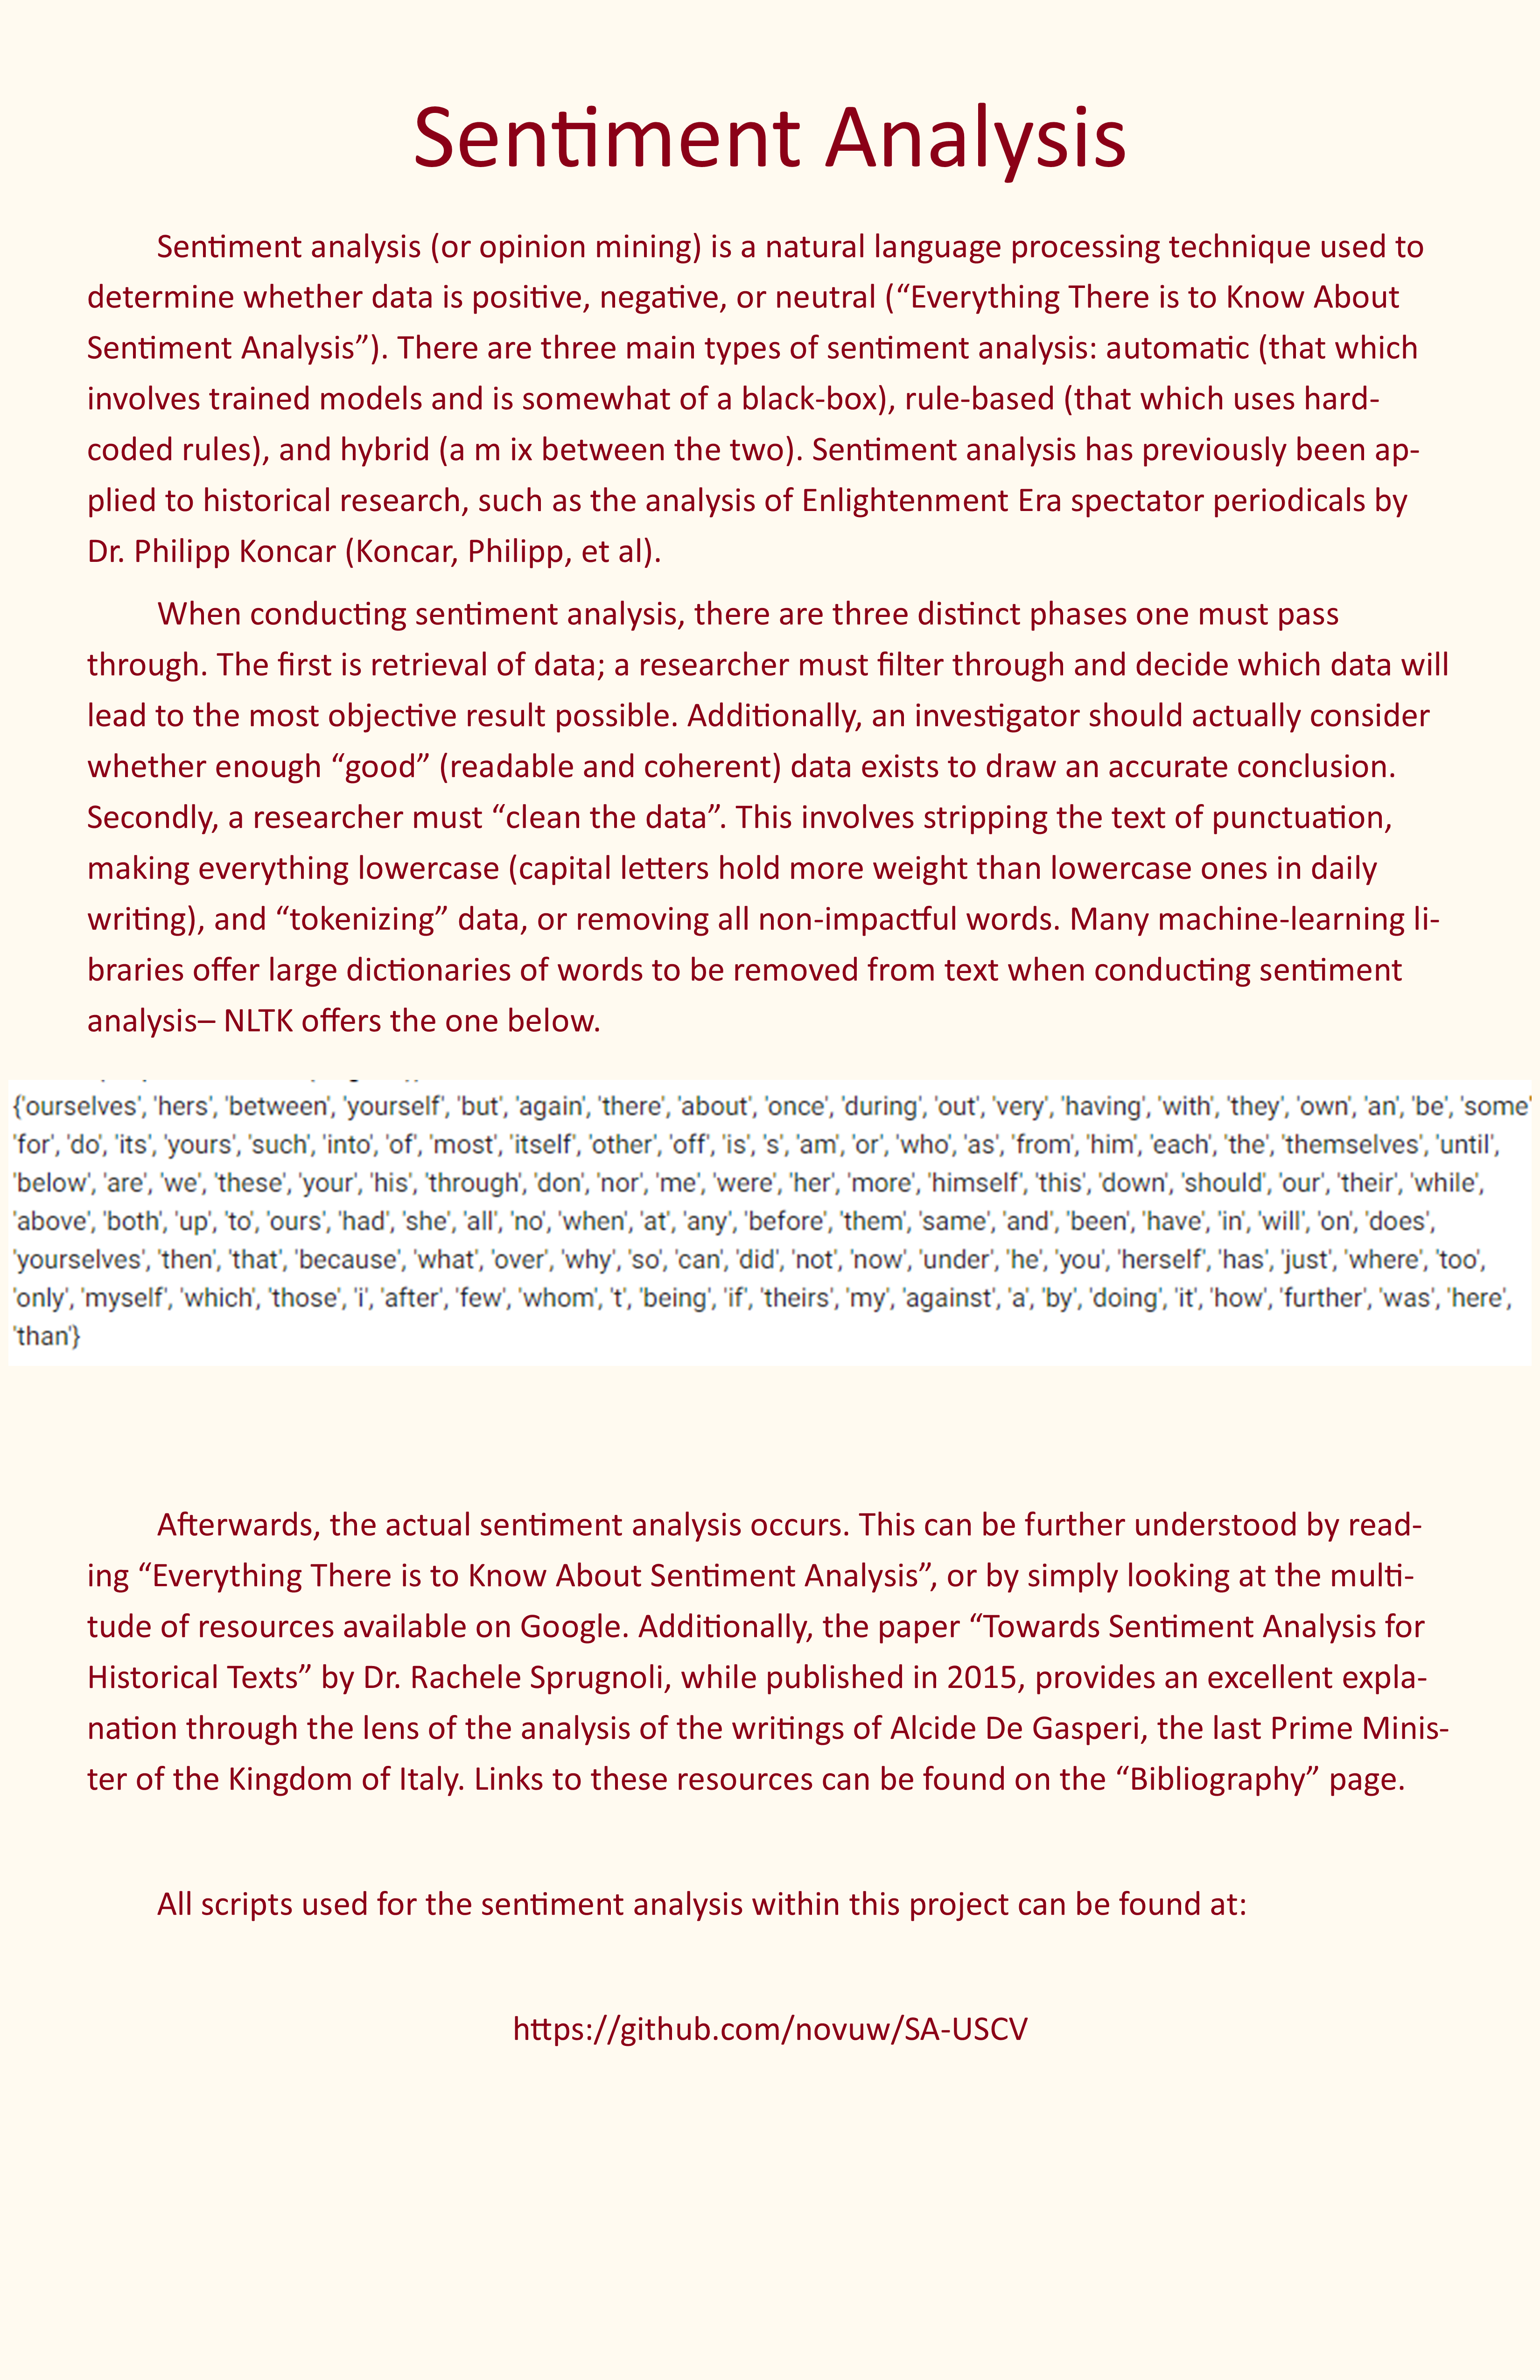 Sentiment Analysis
Sentiment analysis (or opinion mining) is a natural language processing technique used to
determine whether data is positive, negative, or neutral (“Everything There is to Know About
Sentiment Analysis”). There are three main types of sentiment analysis: automatic (that which
involves trained models and is somewhat of a black-box), rule-based (that which uses hard-
coded rules), and hybrid (a m ix between the two). Sentiment analysis has previously been ap-
plied to historical research, such as the analysis of Enlightenment Era spectator periodicals by
Dr. Philipp Koncar (Koncar, Philipp, et al).
When conducting sentiment analysis, there are three distinct phases one must pass
through. The first is retrieval of data; a researcher must filter through and decide which data will
lead to the most objective result possible. Additionally, an investigator should actually consider
whether enough “good” (readable and coherent) data exists to draw an accurate conclusion.
Secondly, a researcher must “clean the data”. This involves stripping the text of punctuation,
making everything lowercase (capital letters hold more weight than lowercase ones in daily
writing), and “tokenizing” data, or removing all non-impactful words. Many machine-learning li-
braries offer large dictionaries of words to be removed from text when conducting sentiment
analysis– NLTK offers the one below.
{'ourselves', 'hers', 'between', 'yourself', 'but', 'again', 'there', 'about', 'once', 'during', 'out', 'very', 'having', 'with', 'they', 'own', 'an', 'be', 'some'
'for', 'do', 'its', 'yours', 'such', 'into', 'of', 'most', 'itself', 'other', 'off', 'is', 's', 'am', 'or', 'who', 'as', 'from', 'him', 'each', 'the', 'themselves', 'until',
'below', 'are', 'we', 'these', 'your', 'his', 'through', 'don', 'nor', 'me', 'were', 'her', 'more', 'himself', 'this', 'down', 'should', 'our', 'their', 'while',
'above', 'both', 'up', 'to', 'ours', 'had', 'she', 'all', 'no', 'when', 'at', 'any', 'before', 'them', 'same', 'and', 'been', 'have', 'in', 'will', 'on', 'does',
'yourselves', 'then', 'that', 'because', 'what', 'over', 'why', 'so', 'can', 'did', 'not', 'now', 'under', 'he', 'you', 'herself', 'has', 'just', 'where', 'too',
'only', 'myself', 'which', 'those', 'i', 'after', 'few', 'whom', 't', 'being', 'if', 'theirs', 'my', 'against', 'a', 'by', 'doing', 'it', 'how', 'further', 'was', 'here',
'than'}
Afterwards, the actual sentiment analysis occurs. This can be further understood by read-
ing “Everything There is to Know About Sentiment Analysis”, or by simply looking at the multi-
tude of resources available on Google. Additionally, the paper “Towards Sentiment Analysis for
Historical Texts” by Dr. Rachele Sprugnoli, while published in 2015, provides an excellent expla-
nation through the lens of the analysis of the writings of Alcide De Gasperi, the last Prime Minis-
ter of the Kingdom of Italy. Links to these resources can be found on the “Bibliography” page.
All scripts used for the sentiment analysis within this project can be found at:
https://github.com/novuw/SA-USCV